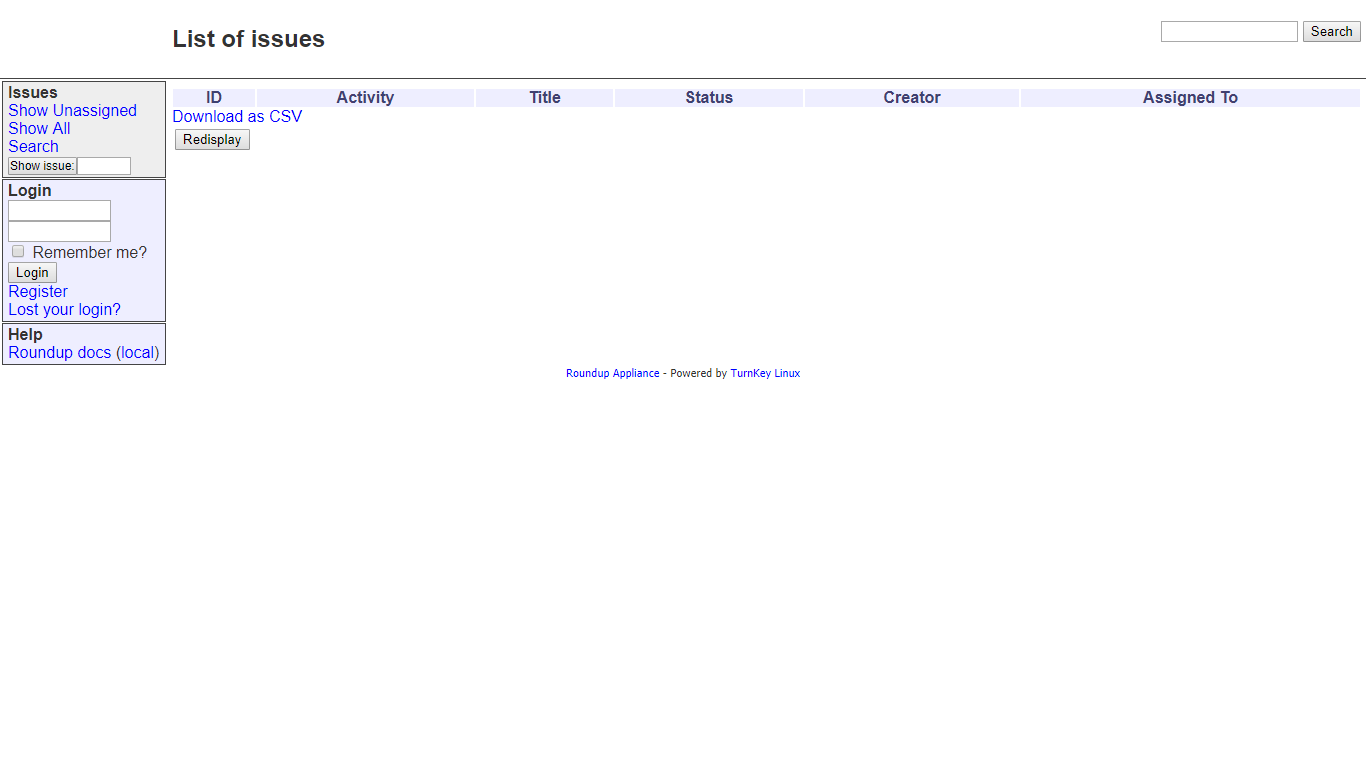 List of issues
Search
Issues
Show Unassigned
Show All
Search
Show issue:
Login
Remember me?
Login
Register
Lost your login?
Help
Roundup docs (local)
ID Activity Title Status Creator Assigned To
Download as CSV
Redisplay
Roundup Appliance - Powered by TurnKey Linux